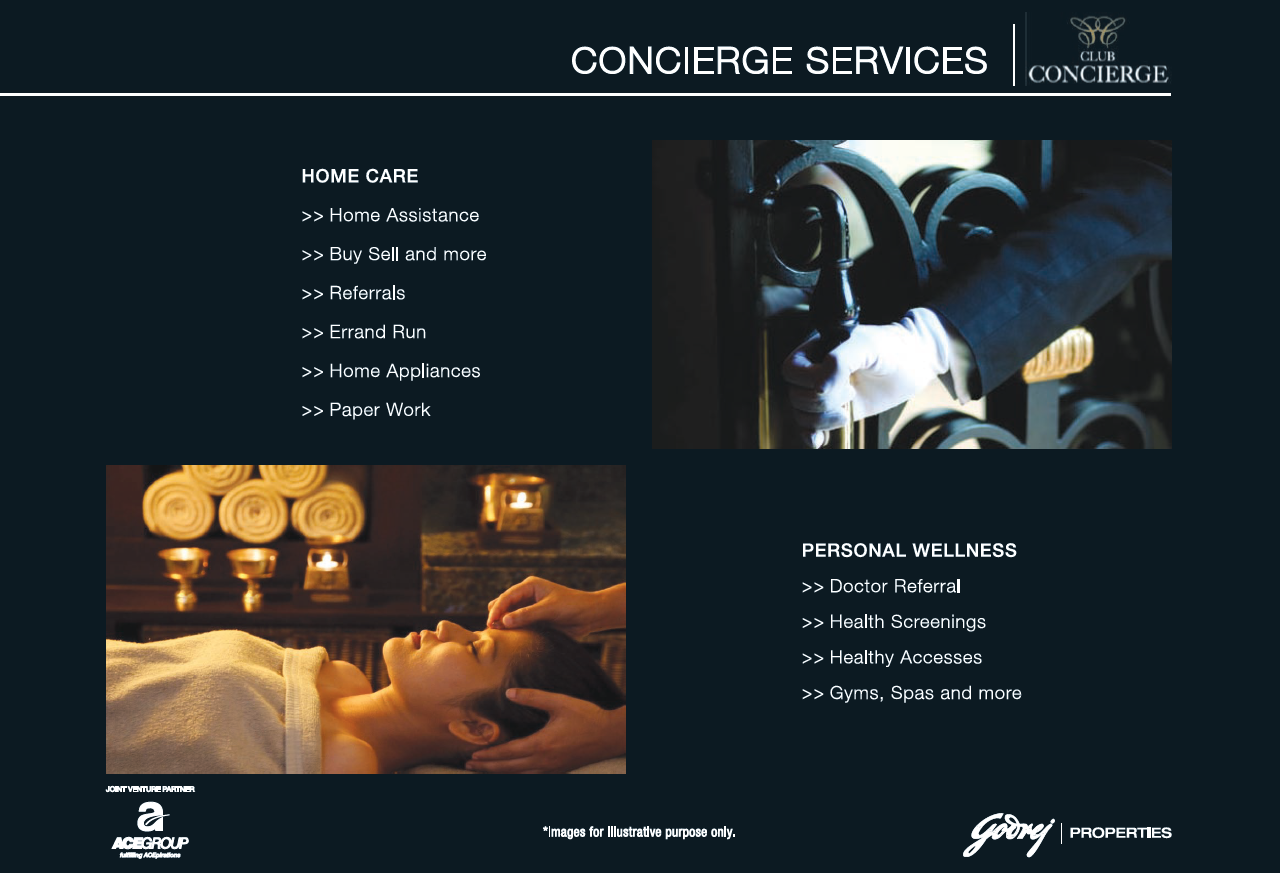 CONCIERGE SERVICES
CLUB
CONCIERGE
HOME CARE
>> Home Assistance
>> Buy Sell and more
>> Referrals
>> Errand Run
>> Home Appliances
>> Paper Work
PERSONAL WELLNESS
>> Doctor Referral
>> Health Screenings
>> Healthy Accesses
>> Gyms, Spas and more
JOINT VENTURE PARTNER
a
ACEGROUP
fulfilling ACEpirations
*Images for illustrative purpose only.
Godrej | PROPERTIES